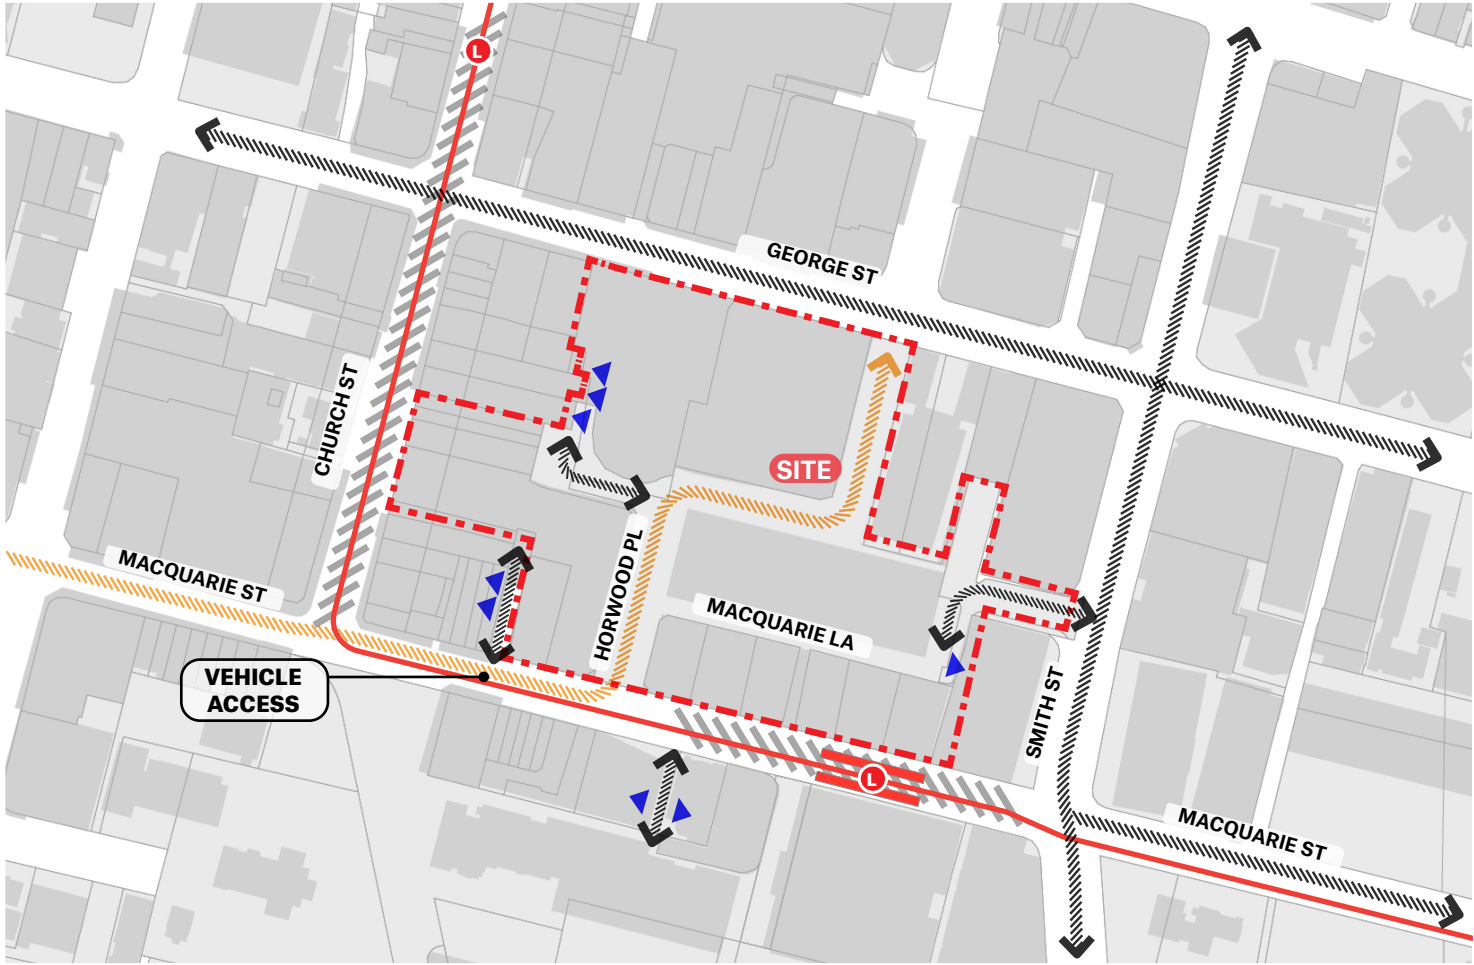 L
GEORGE ST
CHURCH ST
SITE
MACQUARIE ST
HORWOOD PL
MACQUARIE LA
VEHICLE
ACCESS
SMITH ST
L
MACQUARIE ST